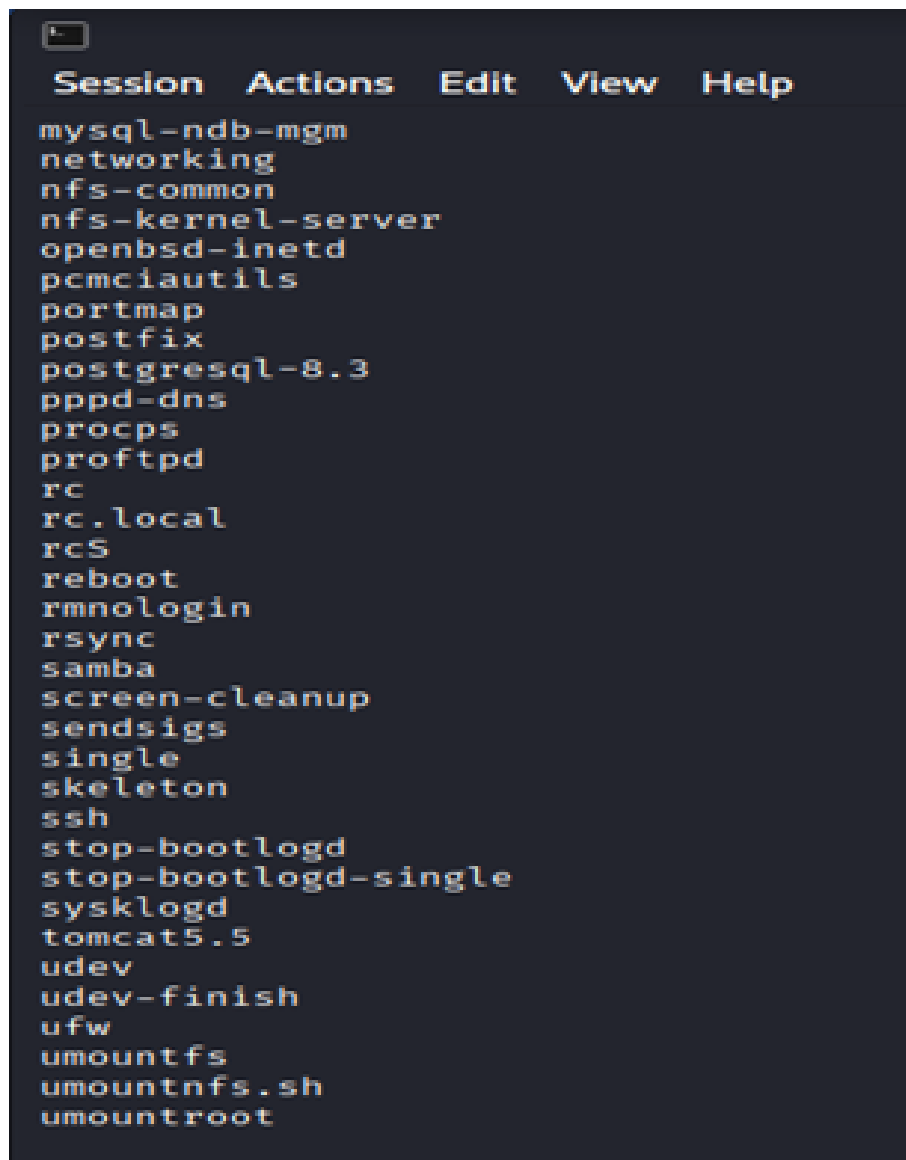 Session Actions Edit View Help
mysql-ndb-mgm
networking
nfs-common
nfs-kernel-server
openbsd-inetd
pcmciautils
portmap
postfix
postgresql-8.3
pppd-dns
procps
proftpd
rc
rc.local
rcS
reboot
rmnologin
rsync
samba
screen-cleanup
sendsigs
single
skeleton
ssh
stop-bootlogd
stop-bootlogd-single
sysklogd
tomcat5.5
udev
udev-finish
ufw
umountfs
umountnfs.sh
umountroot